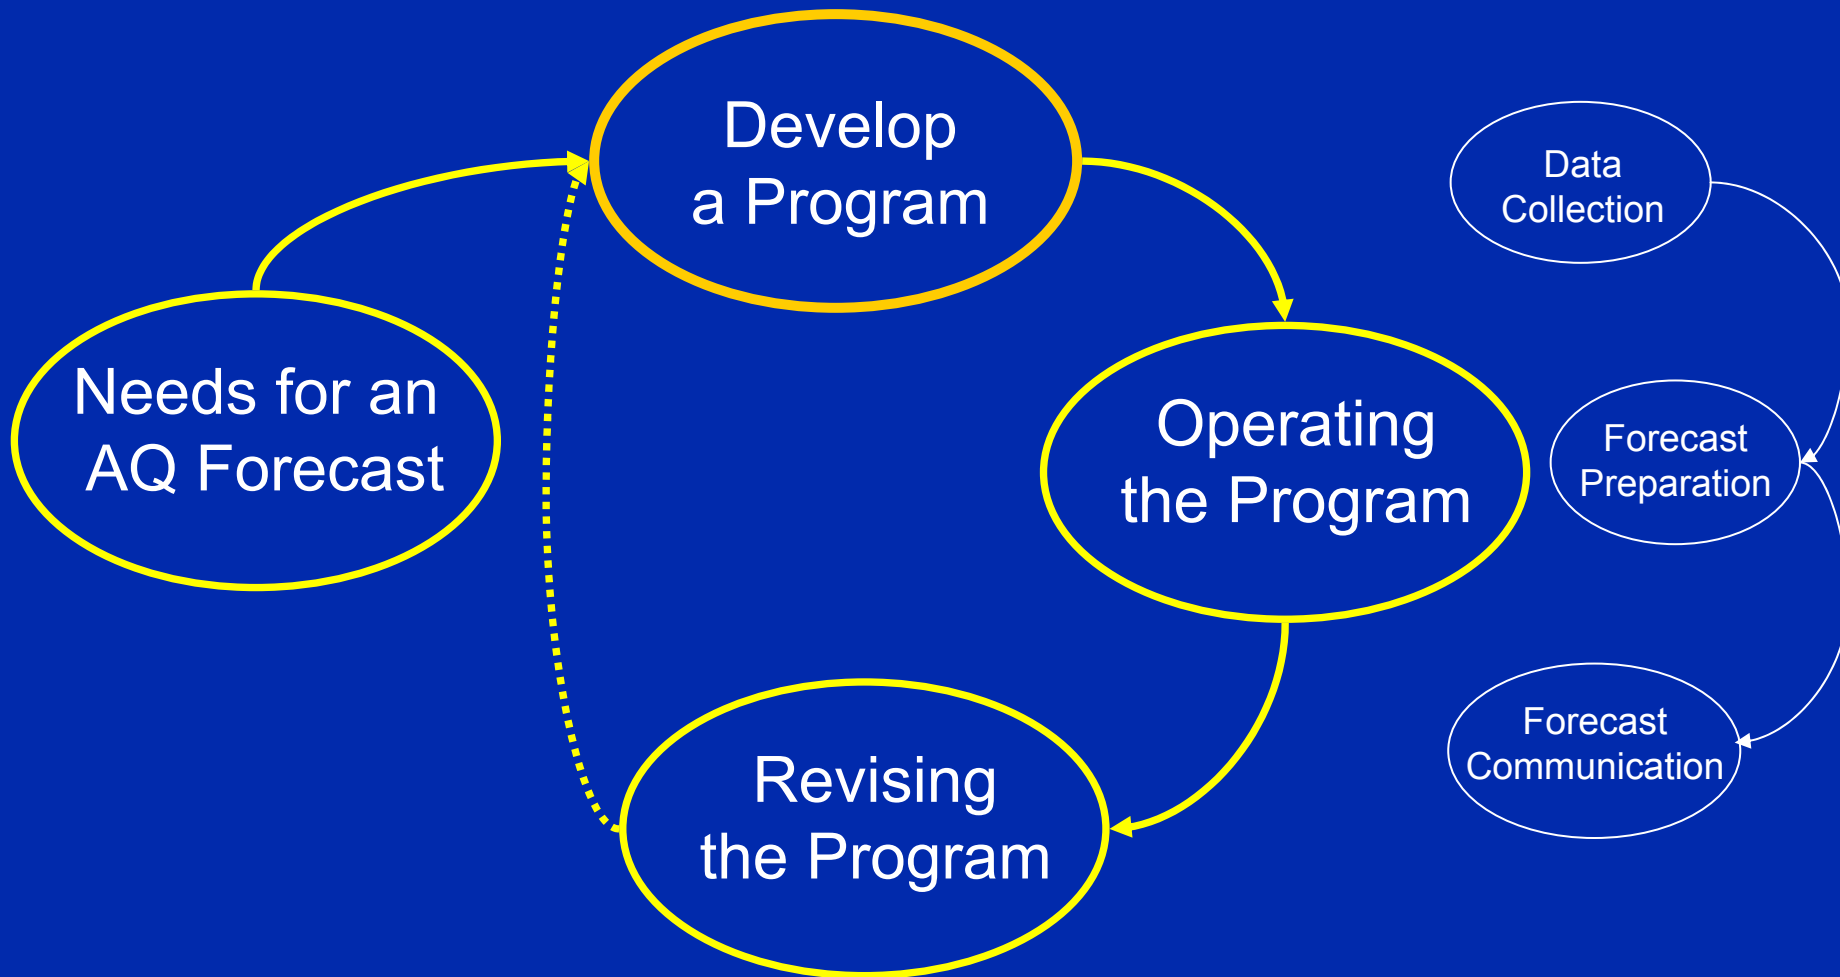 Develop
a Program
Needs for an
AQ Forecast
Operating
the Program
Revising
the Program
Data
Collection
Forecast
Preparation
Forecast
Communication